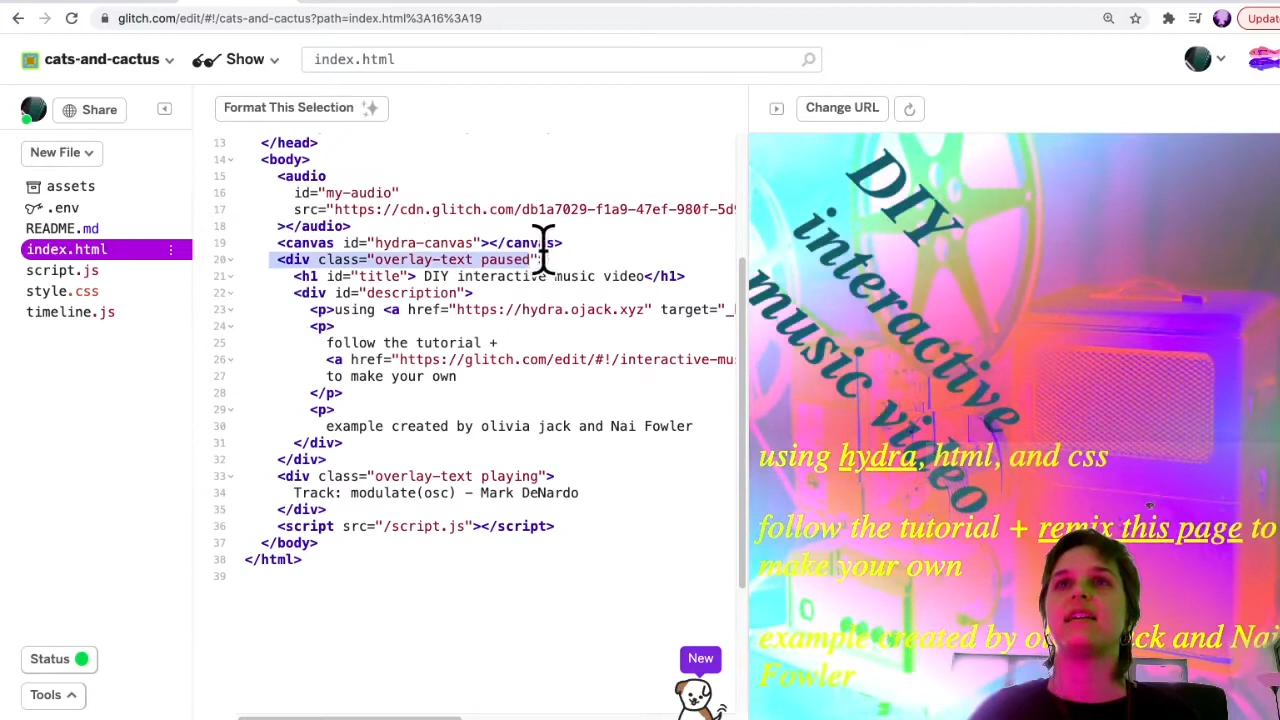 glitch.com/edit/#!/cats-and-cactus?path=index.html%3A16%3A19
Update
cats-and-cactus
Show
index.html
Share
Format This Selection
Change URL
New File
assets
.env
README.md
index.html
script.js
style.css
timeline.js
13 </head>
14 <body>
15 <audio
16 id="my-audio"
17 src="https://cdn.glitch.com/db1a7029-f1a9-47ef-980f-5d9
18 ></audio>
19 <canvas id="hydra-canvas"></canvas>
20 <div class="overlay-text paused">
21 <h1 id="title"> DIY interactive music video</h1>
22 <div id="description">
23 <p>using <a href="https://hydra.ojack.xyz" target="_
24 <p>
25 follow the tutorial +
26 <a href="https://glitch.com/edit/#!/interactive-mu
27 to make your own
28 </p>
29 <p>
30 example created by olivia jack and Nai Fowler
31 </div>
32 </div>
33 <div class="overlay-text playing">
34 Track: modulate(osc) - Mark DeNardo
35 </div>
36 <script src="/script.js"></script>
37 </body>
38 </html>
39
Status
Tools
New
DIY
interactive
music video
using hydra, html, and css
follow the tutorial + remix this page to
make your own
example created by jack and Nai
Fowler